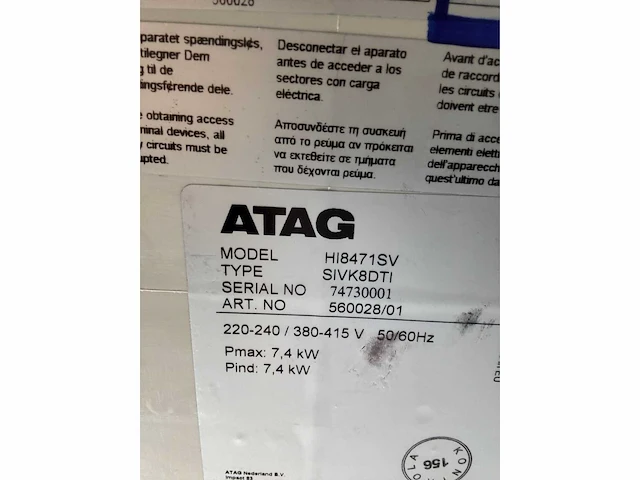 560028
paratet spændingsløs,
tilegner Dem
g til de
ingsførende dele.
Desconectar el aparato
antes de acceder a los
sectores con carga
eléctrica.
Avant d'ac
de raccord
les circuits
doivent etre
e obtaining access
minal devices, all
y circuits must be
upted.
Αποσυνδέστε τη συσκευή
από το ρεύμα αν πρόκειται
να εκτεθείτε σε τμήματα
που δέχονται ρεύμα.
Prima di acce
elementi elett
dell'apparecch
quest'ultimo da
ATAG
MODEL HI8471SV
TYPE SIVK8DTI
SERIAL NO 74730001
ART. NO 560028/01
220-240 / 380-415 V 50/60Hz
Pmax: 7,4 kW
Pind: 7,4 kW
ATAG Nederland B.V.
Impact 83
156